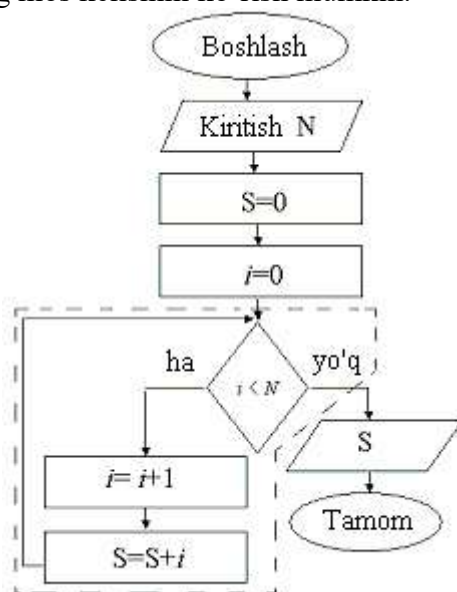 Boshlash
Kiritish N
S=0
i=0
ha
i < N
yo'q
S
i= i+1
S=S+i
Tamom